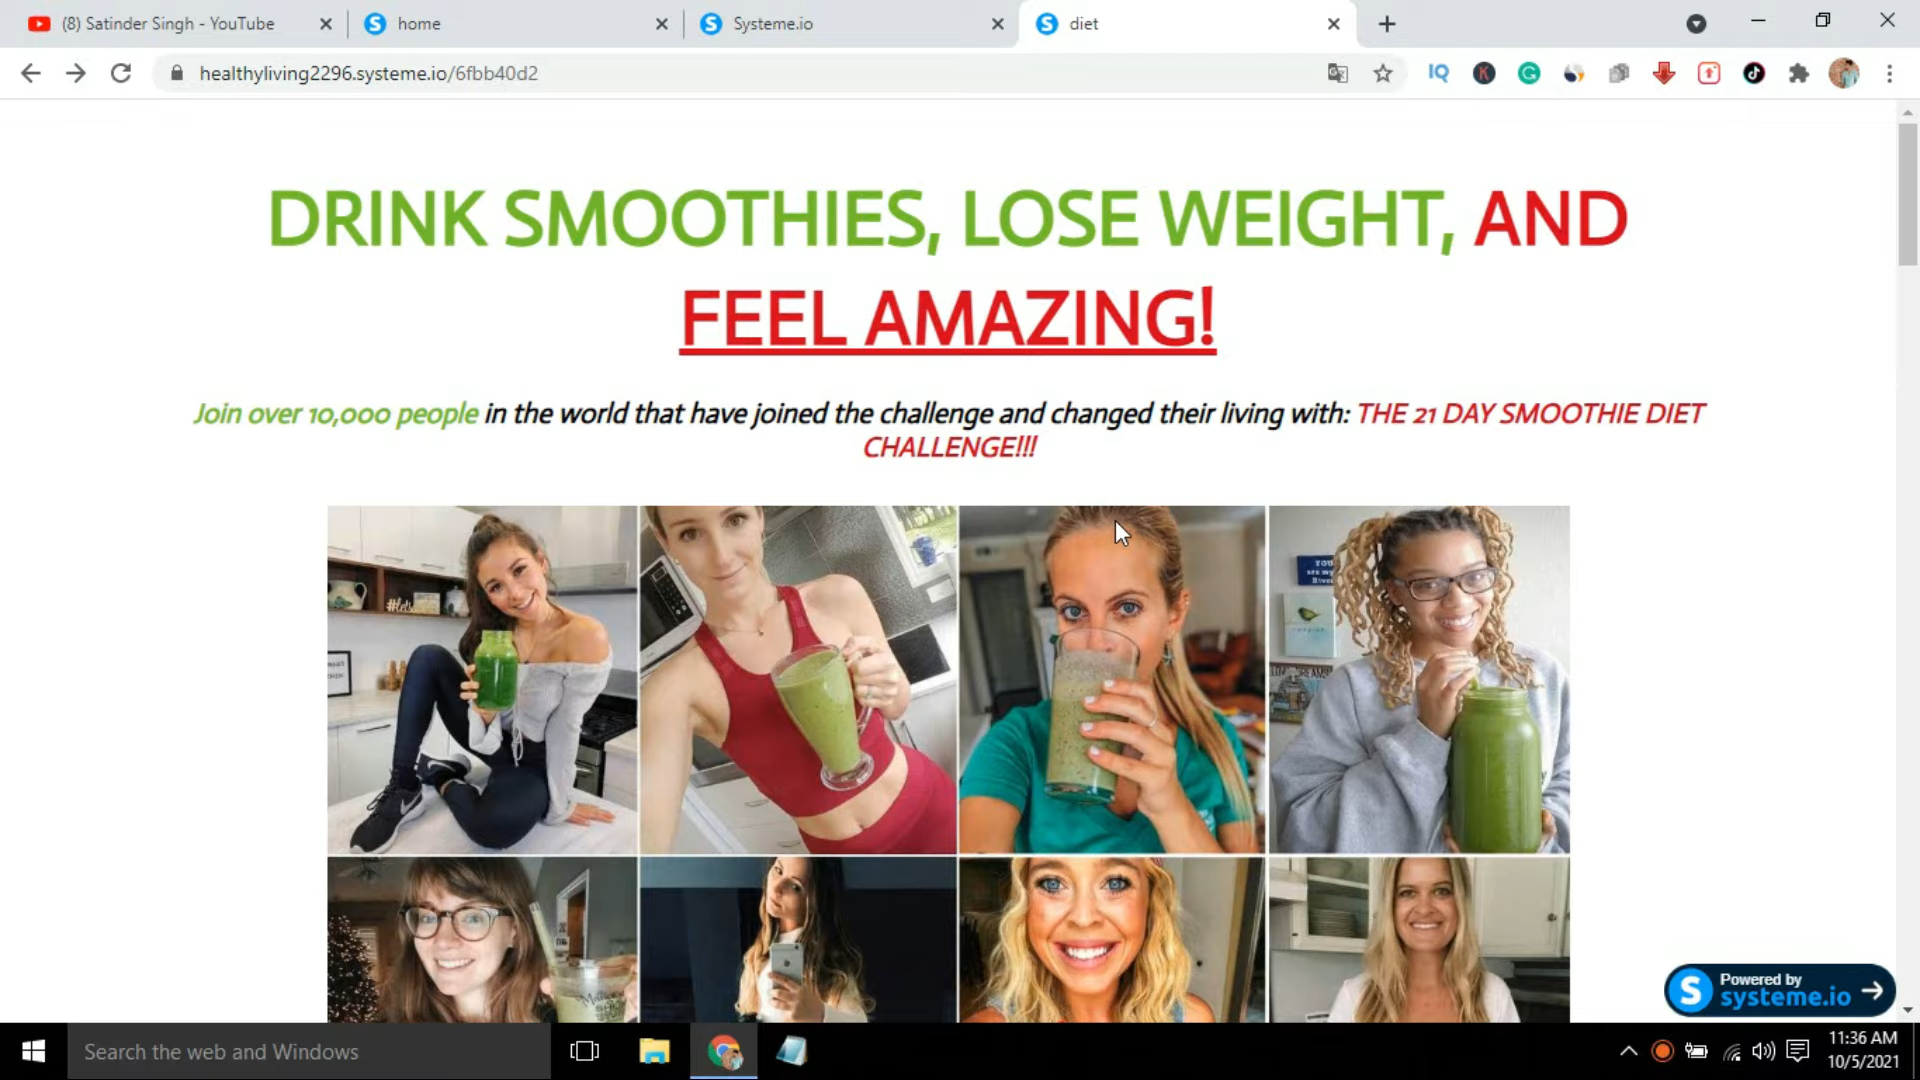 (8) Satinder Singh - YouTube
home
Systeme.io
diet
healthyliving2296.systeme.io/6fbb40d2
IQ
DRINK SMOOTHIES, LOSE WEIGHT, AND
FEEL AMAZING!
Join over 10,000 people in the world that have joined the challenge and changed their living with: THE 21 DAY SMOOTHIE DIET
CHALLENGE!!!
Powered by
systeme.io
Search the web and Windows
11:36 AM
10/5/2021